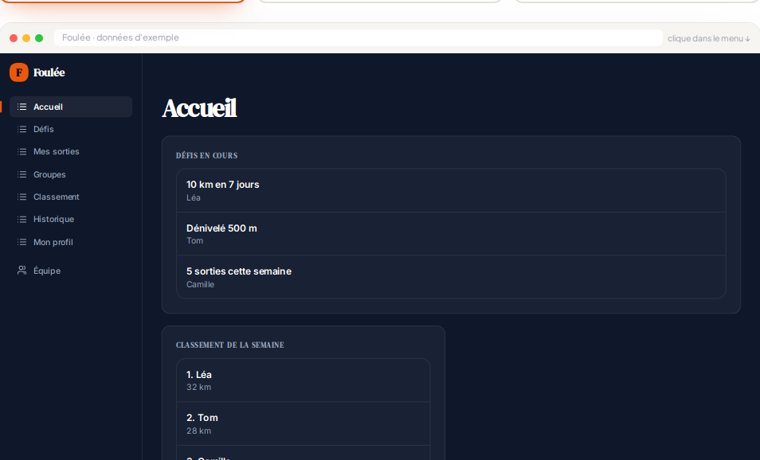 Foulée · données d'exemple
clique dans le menu ↓
F Foulée
Accueil
Défis
Mes sorties
Groupes
Classement
Historique
Mon profil
Équipe
Accueil
DÉFIS EN COURS
10 km en 7 jours
Léa
Dénivelé 500 m
Tom
5 sorties cette semaine
Camille
CLASSEMENT DE LA SEMAINE
1. Léa
32 km
2. Tom
28 km
3. Camille